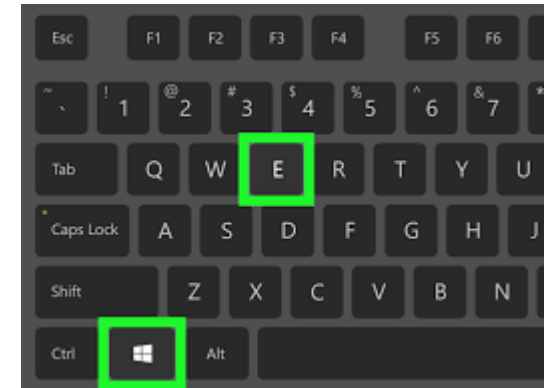 Esc F1 F2 F3 F4 F5 F6
~ ` ! 1 @ 2 # 3 $ 4 % 5 ^ 6 & 7 *
Tab Q W E R T Y U
Caps Lock A S D F G H J
Shift Z X C V B N
Ctrl Alt